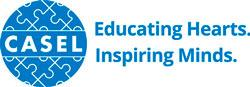 CASEL
Educating Hearts.
Inspiring Minds.